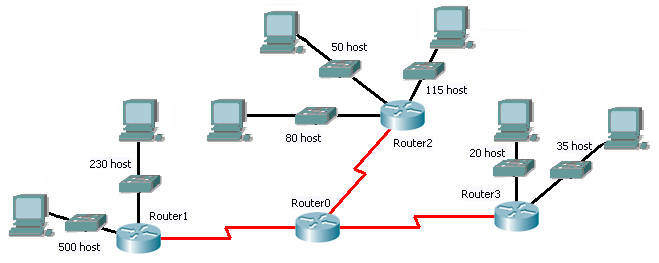 50 host
115 host
80 host
Router2
230 host
20 host
35 host
Router3
Router1
Router0
500 host